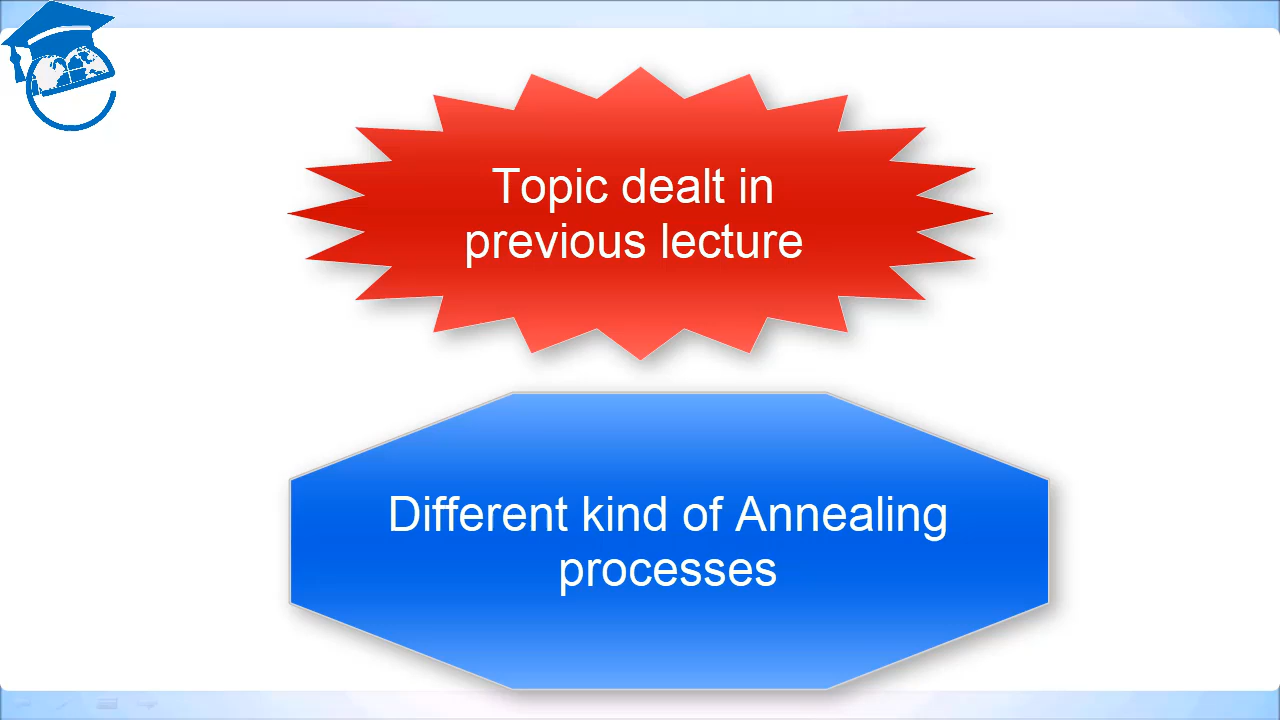 Topic dealt in
previous lecture
Different kind of Annealing
processes